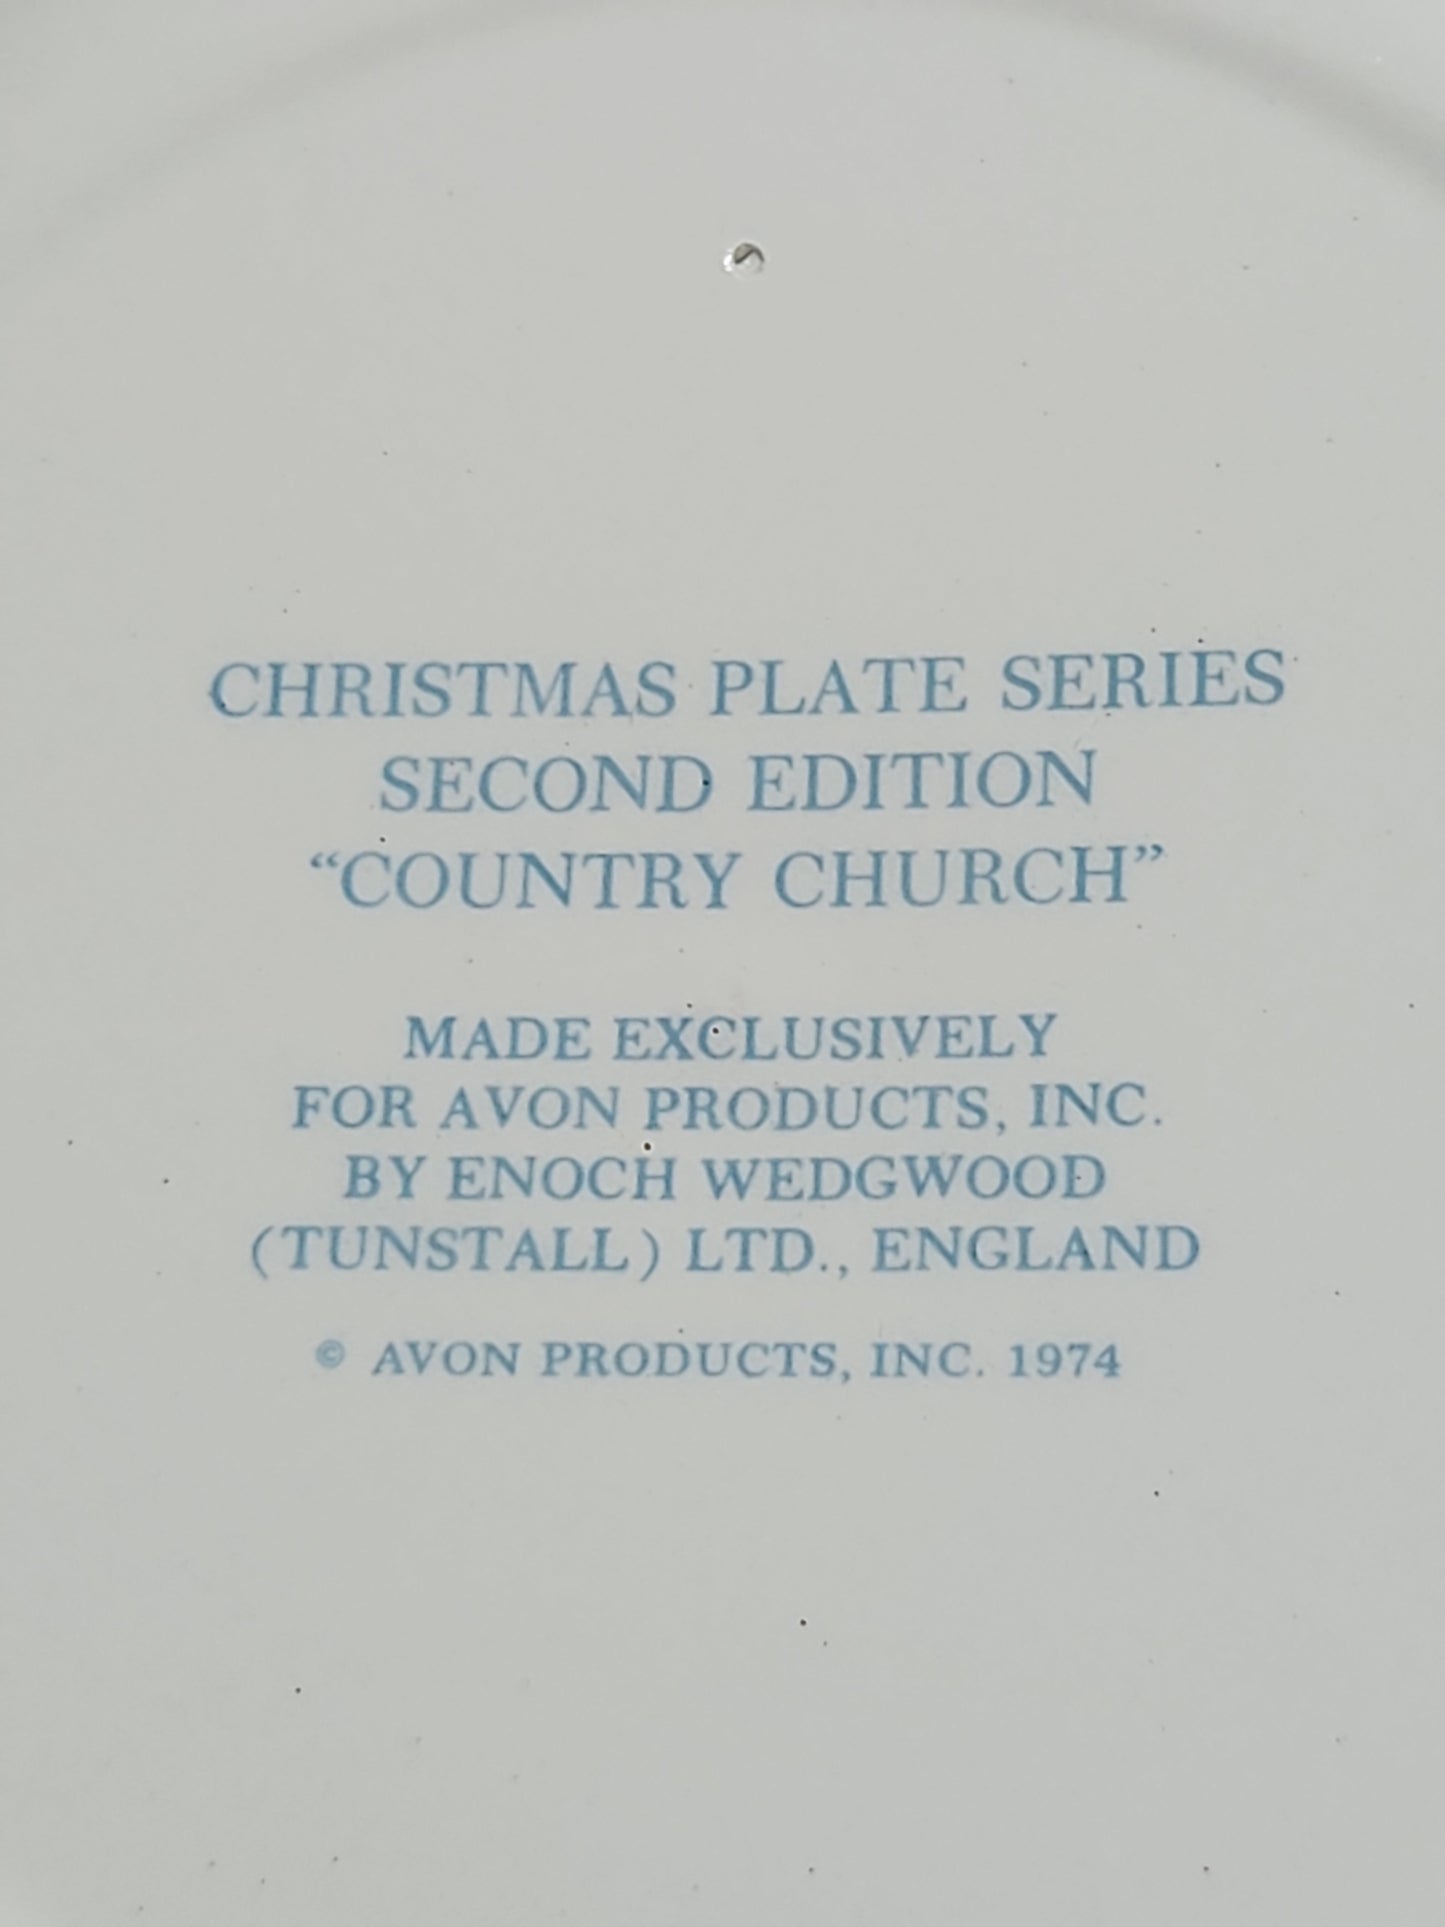 CHRISTMAS PLATE SERIES
SECOND EDITION
“COUNTRY CHURCH”
MADE EXCLUSIVELY
FOR AVON PRODUCTS, INC.
BY ENOCH WEDGWOOD
(TUNSTALL) LTD., ENGLAND
© AVON PRODUCTS, INC. 1974